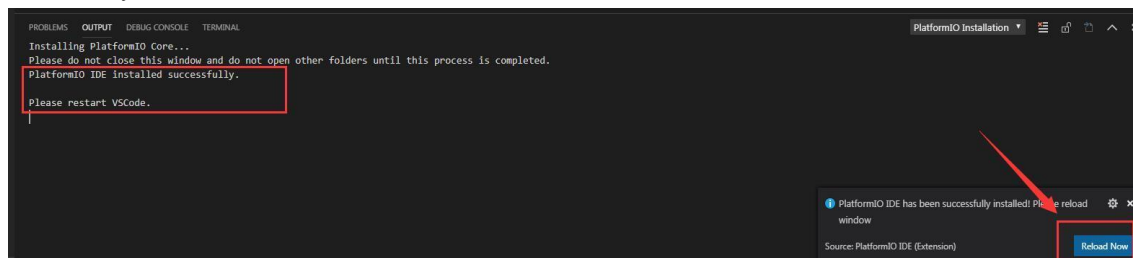 PROBLEMS OUTPUT DEBUG CONSOLE TERMINAL PlatformIO Installation
Installing PlatformIO Core...
Please do not close this window and do not open other folders until this process is completed.
PlatformIO IDE installed successfully.
Please restart VSCode.
PlatformIO IDE has been successfully installed! Please reload
window
Source: PlatformIO IDE (Extension) Reload Now